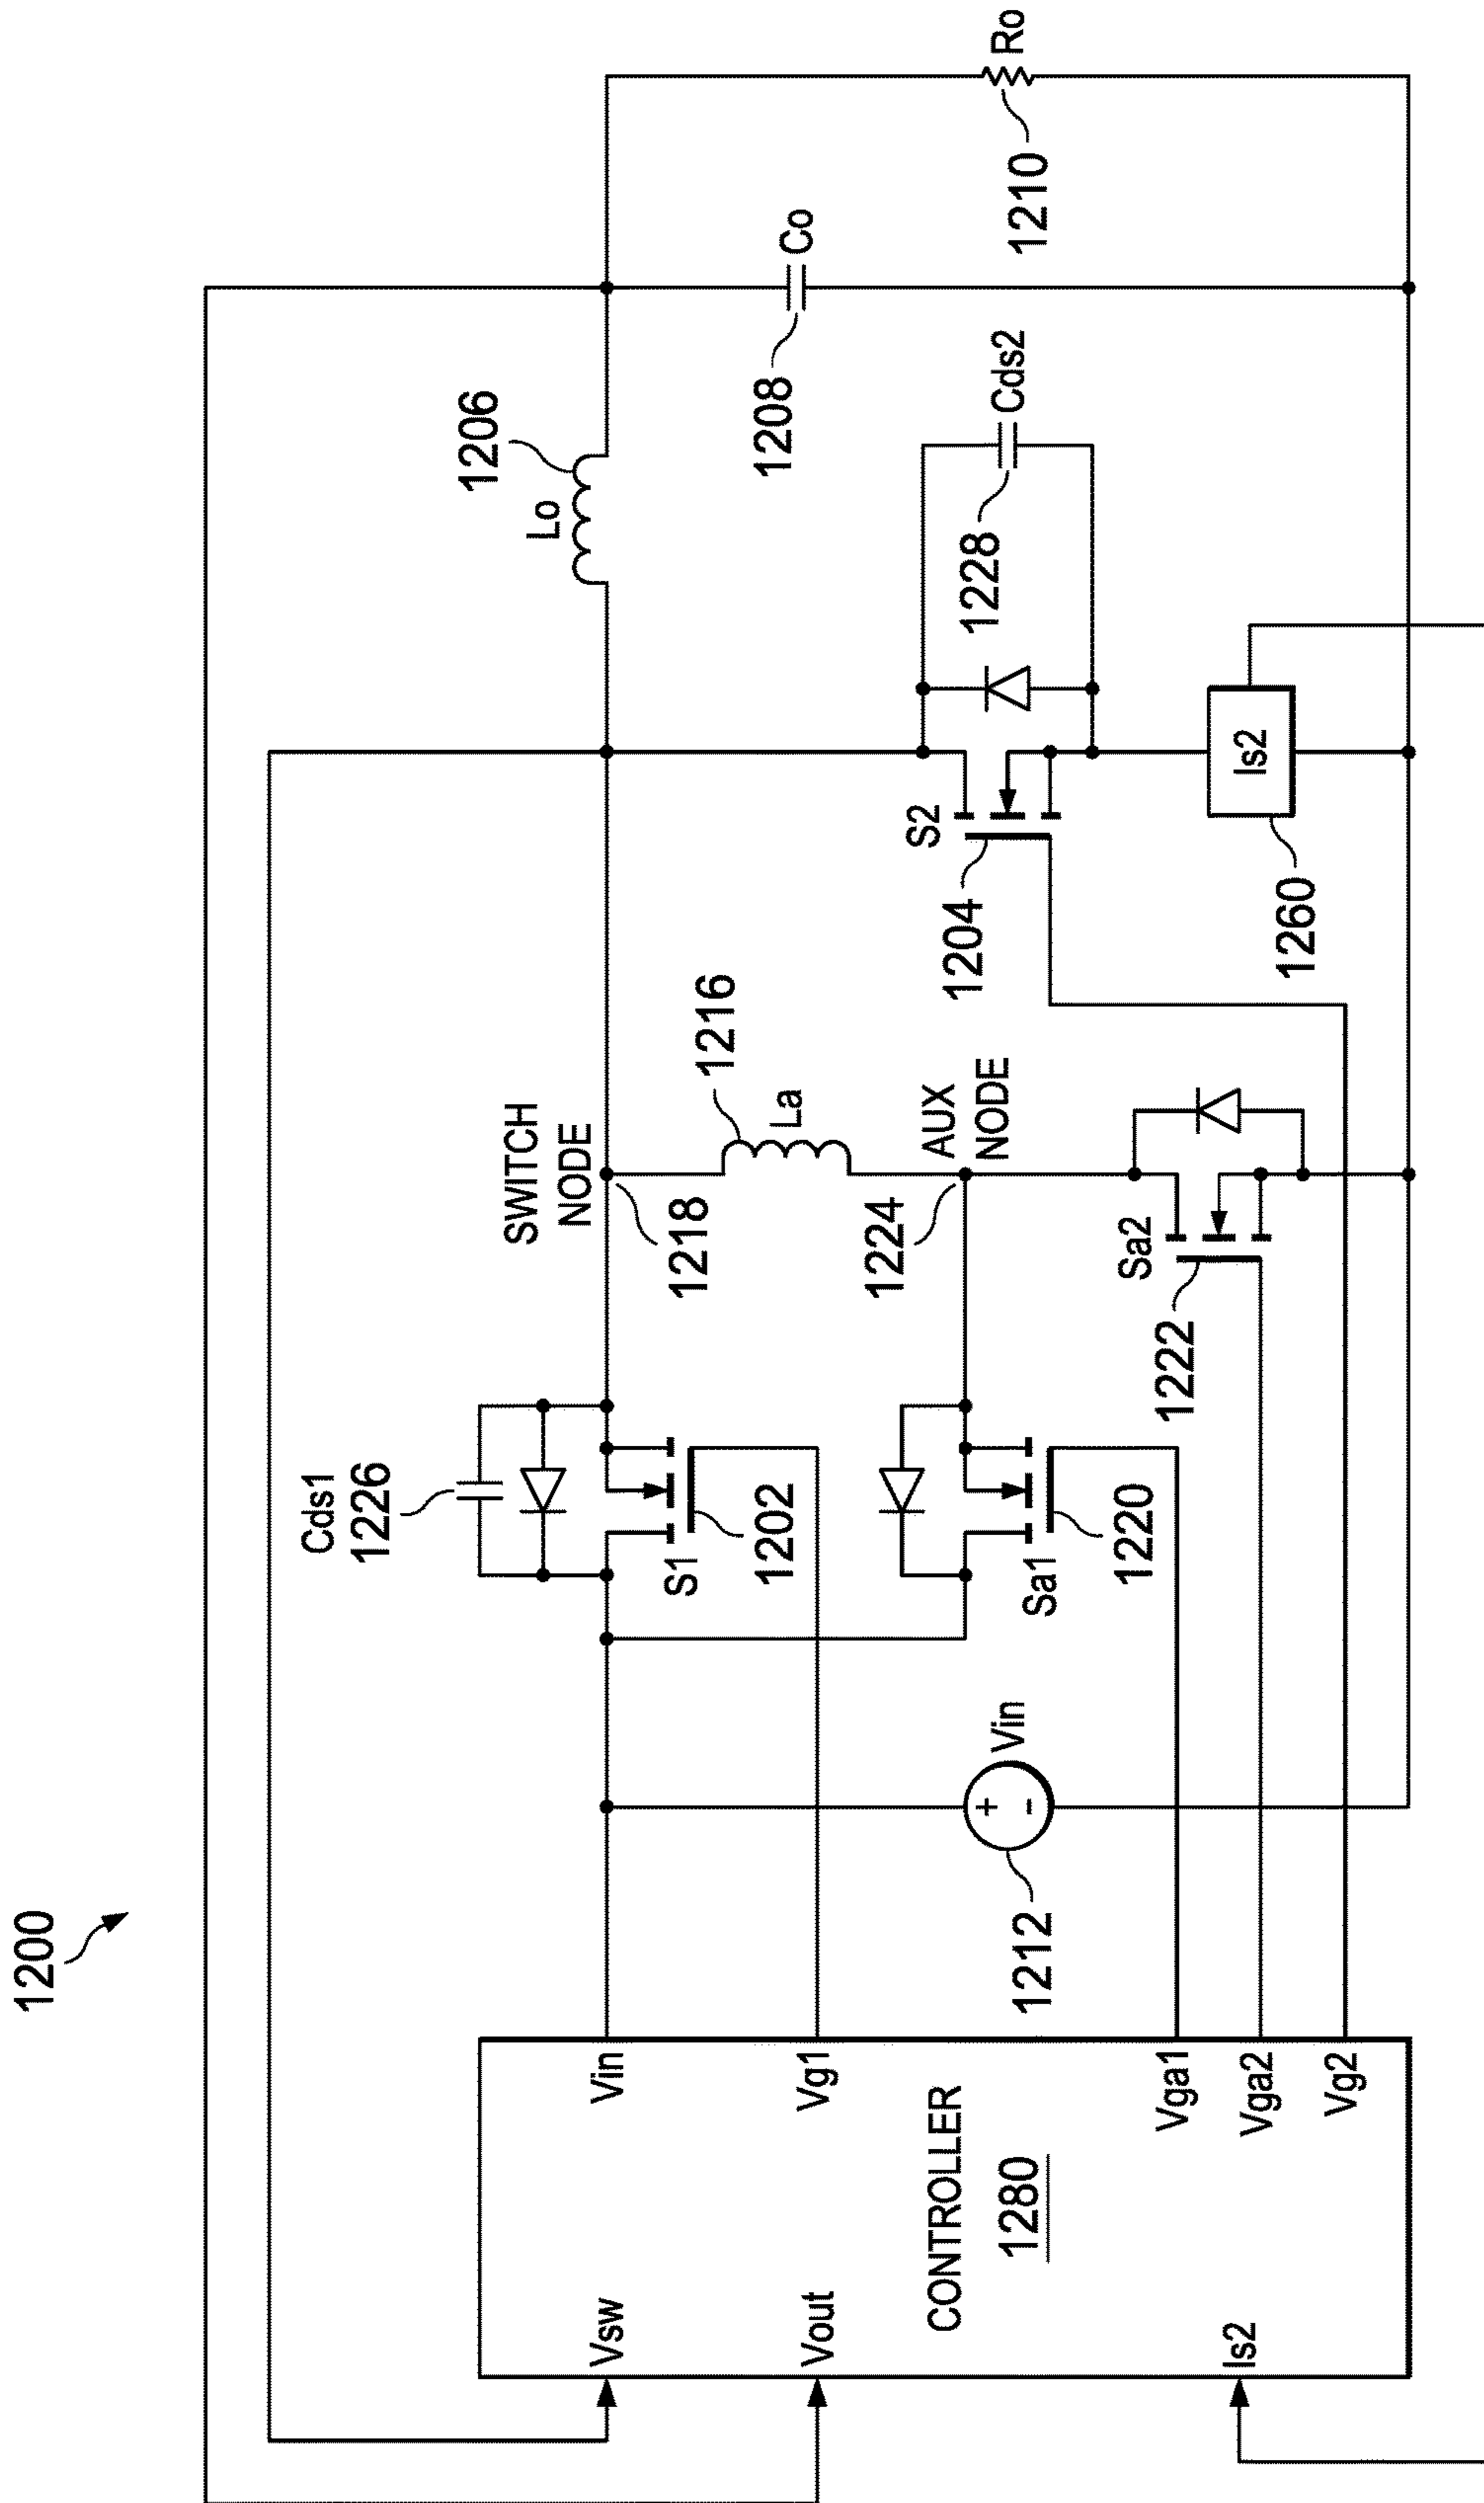 1200
Cds1
1226
SWITCH
NODE
1218
S1
1202
1216
La
AUX
NODE
1224
Sa1
1220
Sa2
1222
Lo
1206
S2
1204
Cds2
1228
Co
1208
Ro
1210
Is2
1260
Vin
1212
Vsw
Vout
Is2
CONTROLLER
1280
Vin
Vg1
Vga1
Vga2
Vg2
+
-